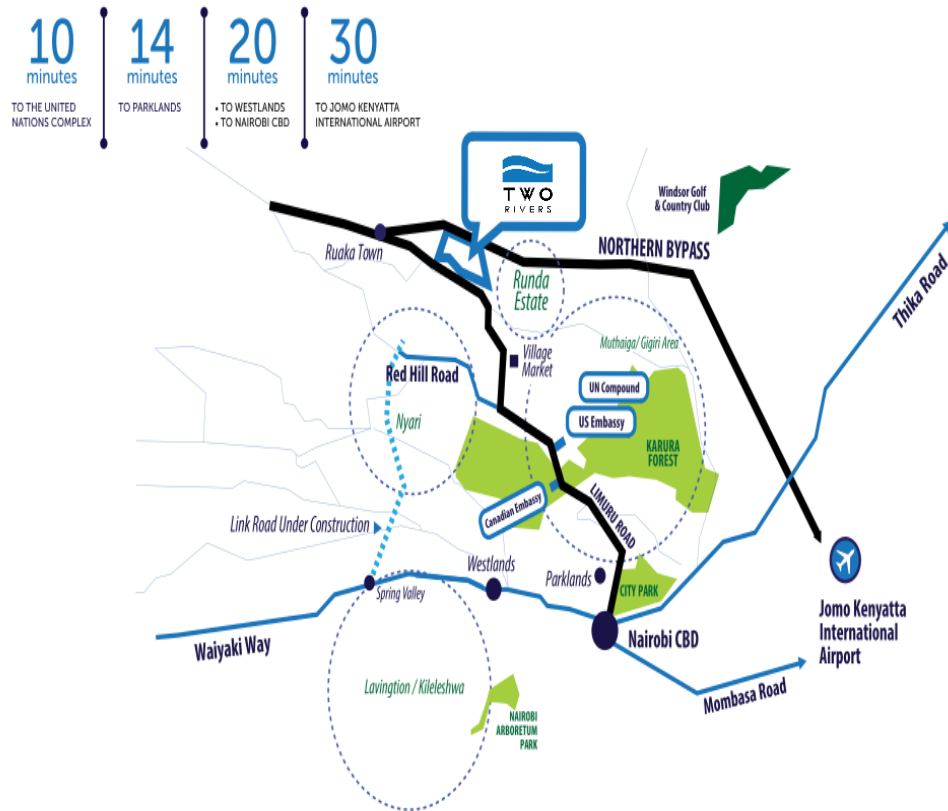 10
minutes
TO THE UNITED
NATIONS COMPLEX
14
minutes
TO PARKLANDS
20
minutes
• TO WESTLANDS
• TO NAIROBI CBD
30
minutes
TO JOMO KENYATTA
INTERNATIONAL AIRPORT
TWO
RIVERS
Windsor Golf
& Country Club
Ruaka Town
NORTHERN BYPASS
Runda
Estate
Thika Road
Muthaiga/ Gigiri Area
Village
Market
Red Hill Road
UN Compound
US Embassy
Nyari
KARURA
FOREST
Canadian Embassy
LIMURU ROAD
Link Road Under Construction
Westlands
Parklands
CITY PARK
Spring Valley
Jomo Kenyatta
International
Airport
Waiyaki Way
Nairobi CBD
Mombasa Road
Lavington / Kileleshwa
NAIROBI
ARBORETUM
PARK